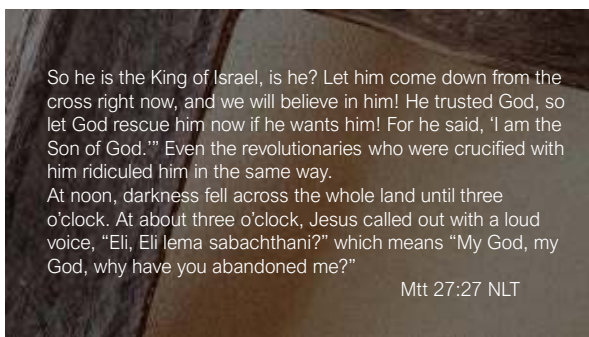 So he is the King of Israel, is he? Let him come down from the
cross right now, and we will believe in him! He trusted God, so
let God rescue him now if he wants him! For he said, ‘I am the
Son of God.’” Even the revolutionaries who were crucified with
him ridiculed him in the same way.
At noon, darkness fell across the whole land until three
o’clock. At about three o’clock, Jesus called out with a loud
voice, “Eli, Eli lema sabachthani?” which means “My God, my
God, why have you abandoned me?”
Mtt 27:27 NLT